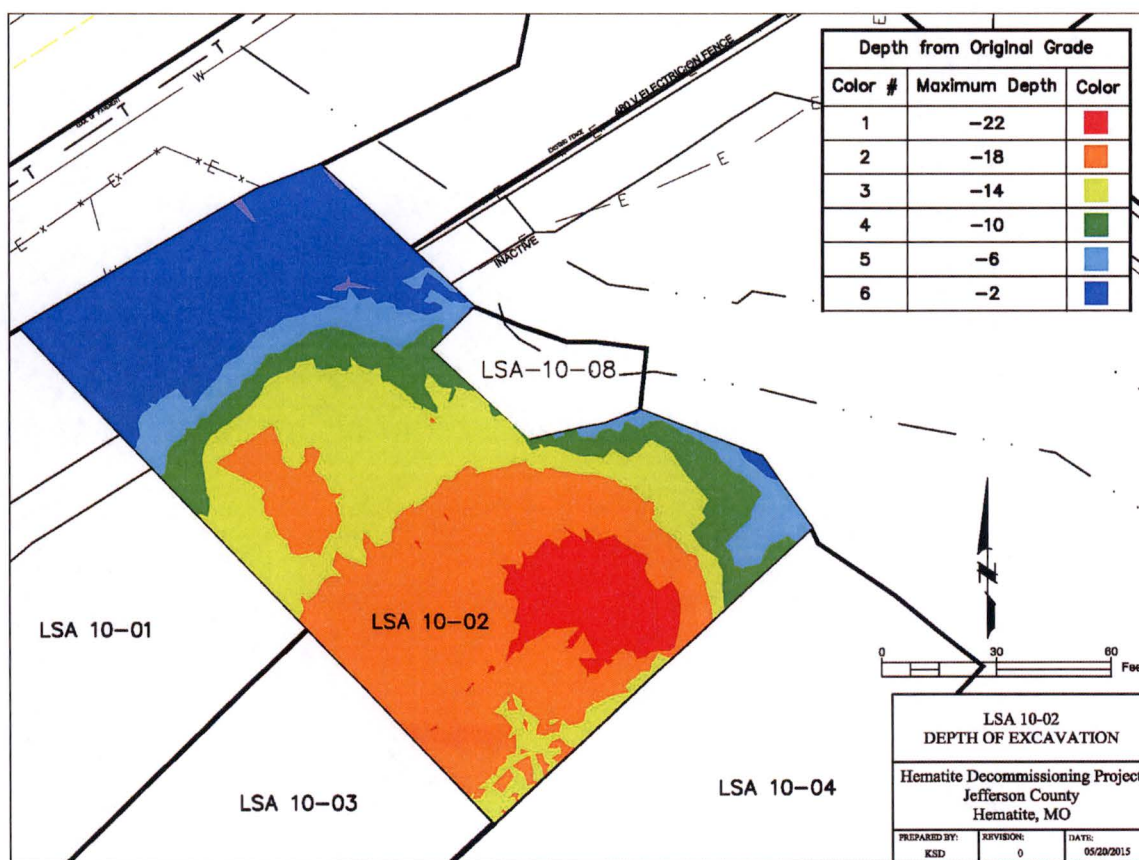 Depth from Original Grade
Color # Maximum Depth Color
1 -22
2 -18
3 -14
4 -10
5 -6
6 -2
T T T
W
E E E
480 V ELECTRIC ON FENCE
EXISTING FENCE
E E E E
INACTIVE
LSA-10-08
LSA 10-01
LSA 10-02
LSA 10-03
LSA 10-04
N
0 30 60
Fee
LSA 10-02
DEPTH OF EXCAVATION
Hematite Decommissioning Project
Jefferson County
Hematite, MO
PREPARED BY: REVISION: DATE:
KSD 0 05/20/2015